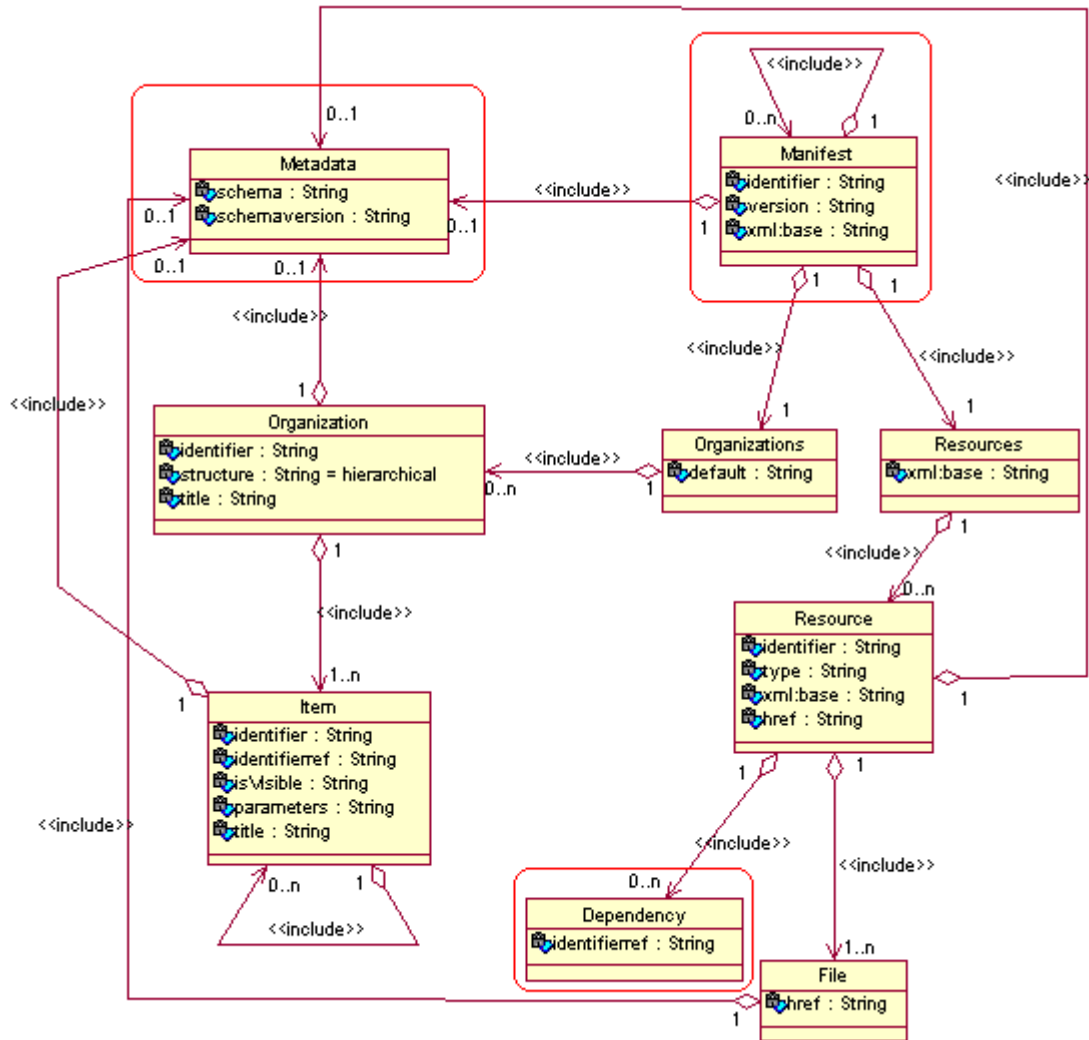 <<include>>
0..1
0..n
1
Metadata
schema : String
schemaversion : String
Manifest
identifier : String
version : String
xml:base : String
<<include>>
<<include>>
0..1
0..1
1
0..1
0..1
1
1
<<include>>
<<include>>
<<include>>
<<include>>
1
1
1
Organization
identifier : String
structure : String = hierarchical
title : String
Organizations
default : String
Resources
xml:base : String
<<include>>
0..n
1
1
1
<<include>>
<<include>>
0..n
1..n
Resource
identifier : String
type : String
xml:base : String
href : String
1
1
Item
identifier : String
identifierref : String
isVisible : String
parameters : String
title : String
1
1
<<include>>
<<include>>
<<include>>
0..n
1
0..n
<<include>>
Dependency
identifierref : String
1..n
File
href : String
1